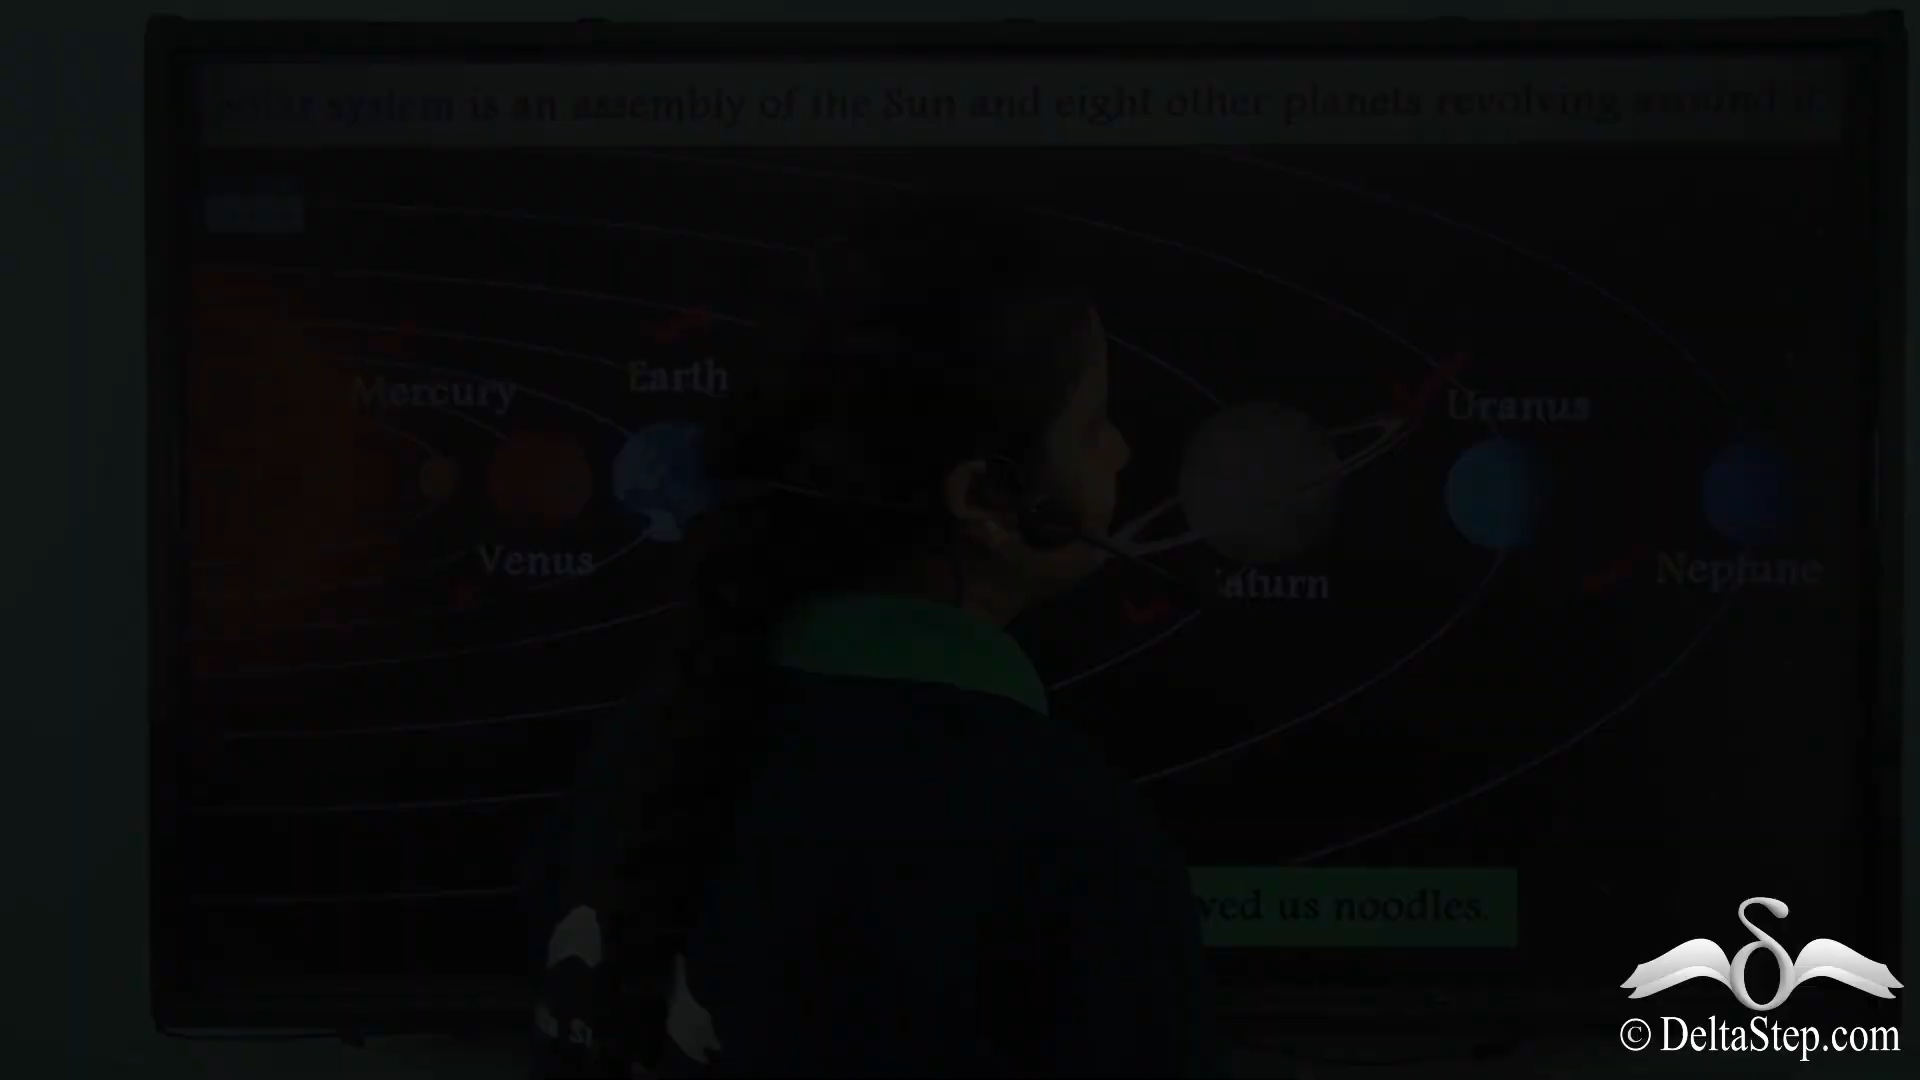 solar system is an assembly of the Sun and eight other planets revolving around it
Earth
Mercury
Uranus
Venus
Neptune
aturn
ved us noodles.
© DeltaStep.com